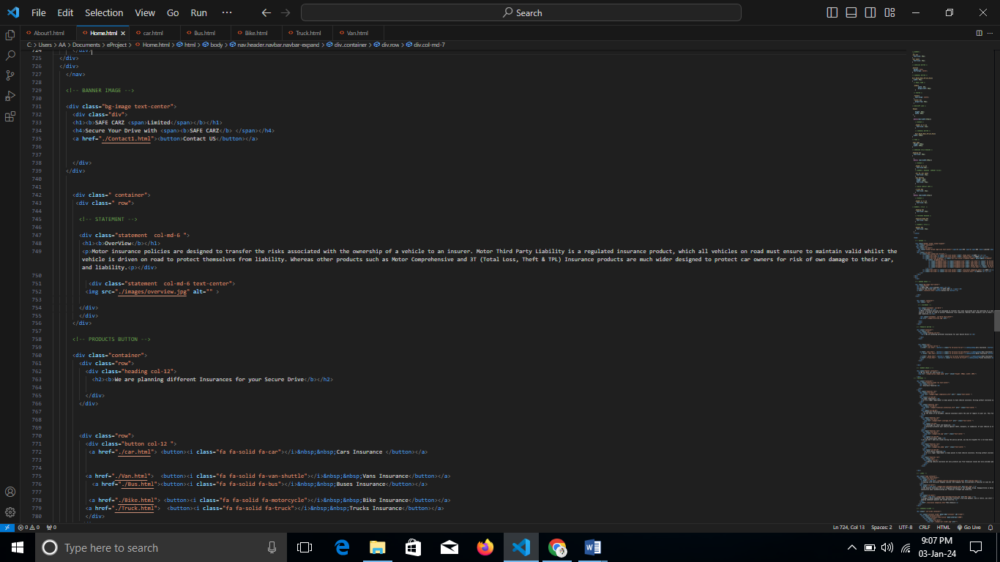 File Edit Selection View Go Run ··· Search
About1.html Home.html car.html Bus.html Bike.html Truck.html Van.html
C: > Users > AA > Documents > eProject > Home.html > html > body > nav.header.navbar.navbar-expand > div.container > div.row > div.col-md-7
724 </div>
725 </div>
726 </div>
727 </nav>
728
729 <!-- BANNER IMAGE -->
730
731 <div class="bg-image text-center">
732 <div class="div">
733 <h1><b>SAFE CARZ <span>Limited</span></b></h1>
734 <h4>Secure Your Drive with <span><b>SAFE CARZ</b> </span></h4>
735 <a href="./Contact1.html"><button>Contact US</button></a>
736
737
738 </div>
739 </div>
740
741
742 <div class=" container">
743 <div class=" row">
744
745 <!-- STATEMENT -->
746
747 <div class="statement  col-md-6 ">
748 <h1><b>OverView</b></h1>
749 <p>Motor insurance policies are designed to transfer the risks associated with the ownership of a vehicle to an insurer. Motor Third Party Liability is a regulated insurance product, which all vehicles on road must ensure to maintain valid whilst the
vehicle is driven on road to protect themselves from liability. Whereas other products such as Motor Comprehensive and 3T (Total Loss, Theft & TPL) Insurance products are much wider designed to protect car owners for risk of own damage to their car,
and liability.<p></div>
750
751 <div class="statement  col-md-6 text-center">
752 <img src="./images/overview.jpg" alt="" >
753
754 </div>
755 </div>
756 </div>
757
758 <!-- PRODUCTS BUTTON -->
759
760 <div class="container">
761 <div class="row">
762 <div class="heading col-12">
763 <h2><b>We are planning different Insurances for your Secure Drive</b></h2>
764
765 </div>
766 </div>
767
768
769
770 <div class="row">
771 <div class="button col-12 ">
772 <a href="./car.html"> <button><i class="fa fa-solid fa-car"></i>&nbsp;&nbsp;Cars Insurance </button></a>
773
774
775 <a href="./Van.html">  <button><i class="fa fa-solid fa-van-shuttle"></i>&nbsp;&nbsp;Vans Insurance</button></a>
776 <a href="./Bus.html"><button><i class="fa fa-solid fa-bus"></i>&nbsp;&nbsp;Buses Insurance</button></a>
777
778 <a href="./Bike.html"> <button><i class="fa fa-solid fa-motorcycle"></i>&nbsp;&nbsp;Bike Insurance</button></a>
779 <a href="./Truck.html">  <button><i class="fa fa-solid fa-truck"></i>&nbsp;&nbsp;Trucks Insurance</button></a>
780 </div>
0 0 0 Ln 724, Col 13 Spaces: 2 UTF-8 CRLF HTML Go Live
Type here to search
9:07 PM
03-Jan-24